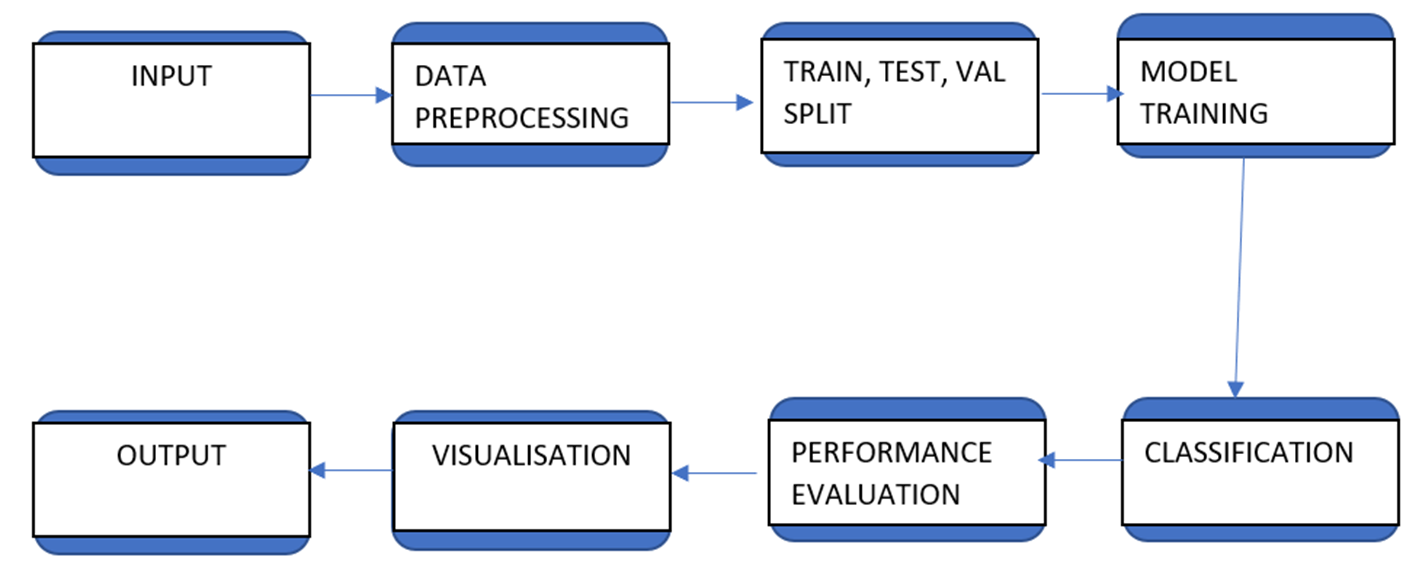 INPUT
DATA
PREPROCESSING
TRAIN, TEST, VAL
SPLIT
MODEL
TRAINING
CLASSIFICATION
PERFORMANCE
EVALUATION
VISUALISATION
OUTPUT